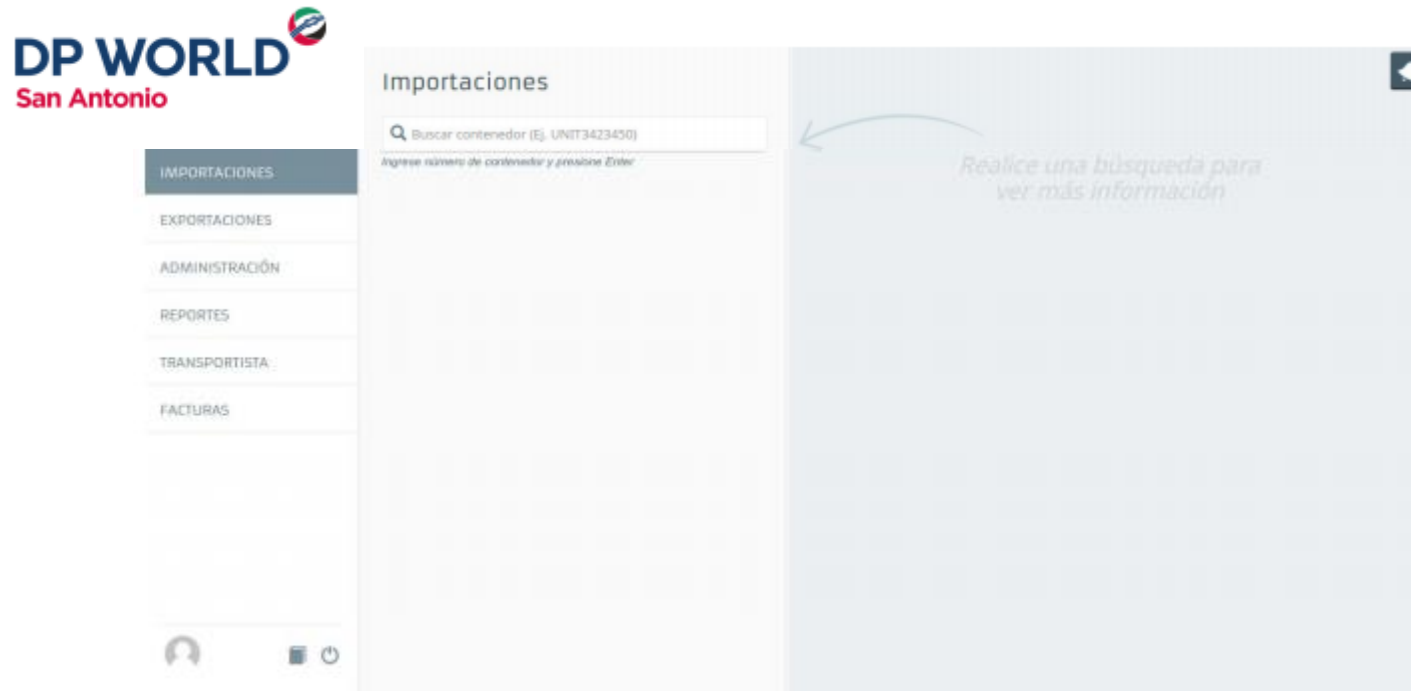 DP WORLD
San Antonio
Importaciones
Buscar contenedor (Ej. UNIT3423450)
Ingrese número de contenedor y presione Enter
Realice una búsqueda para
ver más información
IMPORTACIONES
EXPORTACIONES
ADMINISTRACIÓN
REPORTES
TRANSPORTISTA
FACTURAS